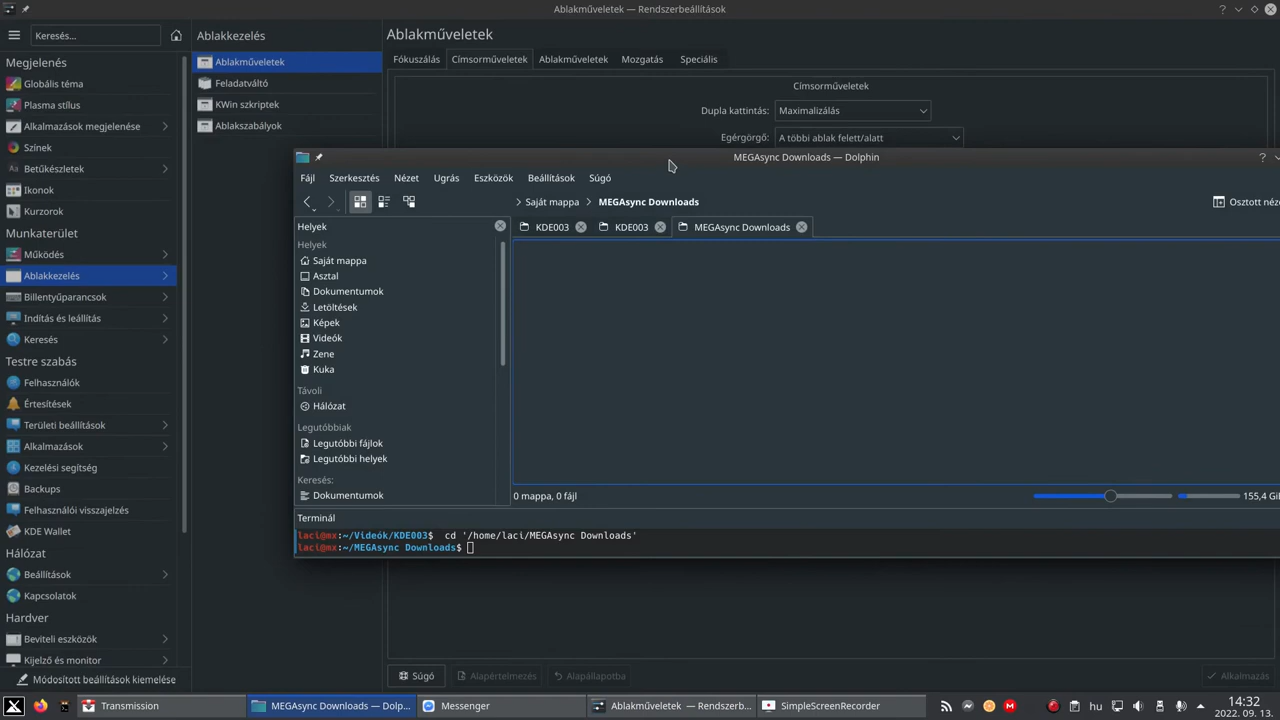 Ablakműveletek — Rendszerbeállítások
Keresés...
Ablakkezelés
Ablakműveletek
Megjelenés
Globális téma
Plasma stílus
Alkalmazások megjelenése
Színek
Betűkészletek
Ikonok
Kurzorok
Munkaterület
Működés
Ablakkezelés
Billentyűparancsok
Indítás és leállítás
Keresés
Testre szabás
Felhasználók
Értesítések
Területi beállítások
Alkalmazások
Kezelési segítség
Backups
Felhasználói visszajelzés
KDE Wallet
Hálózat
Beállítások
Kapcsolatok
Hardver
Beviteli eszközök
Kijelző és monitor
Módosított beállítások kiemelése
Ablakműveletek
Feladatváltó
KWin szkriptek
Ablakszabályok
Fókuszálás
Címsorműveletek
Ablakműveletek
Mozgatás
Speciális
Címsorműveletek
Dupla kattintás: Maximalizálás
Egérgörgő: A többi ablak felett/alatt
MEGAsync Downloads — Dolphin
Fájl Szerkesztés Nézet Ugrás Eszközök Beállítások Súgó
Saját mappa MEGAsync Downloads
Osztott néze
Helyek
KDE003 KDE003 MEGAsync Downloads
Helyek
Saját mappa
Asztal
Dokumentumok
Letöltések
Képek
Videók
Zene
Kuka
Távoli
Hálózat
Legutóbbiak
Legutóbbi fájlok
Legutóbbi helyek
Keresés:
Dokumentumok
0 mappa, 0 fájl
155,4 GiB
Terminál
laci@mx:~/Videók/KDE003$ cd '/home/laci/MEGAsync Downloads'
laci@mx:~/MEGAsync Downloads$
Súgó
Alapértelmezés
Alapállapotba
Alkalmazás
Transmission
MEGAsync Downloads — Dolp...
Messenger
Ablakműveletek — Rendszerb...
SimpleScreenRecorder
hu
14:32
2022. 09. 13.